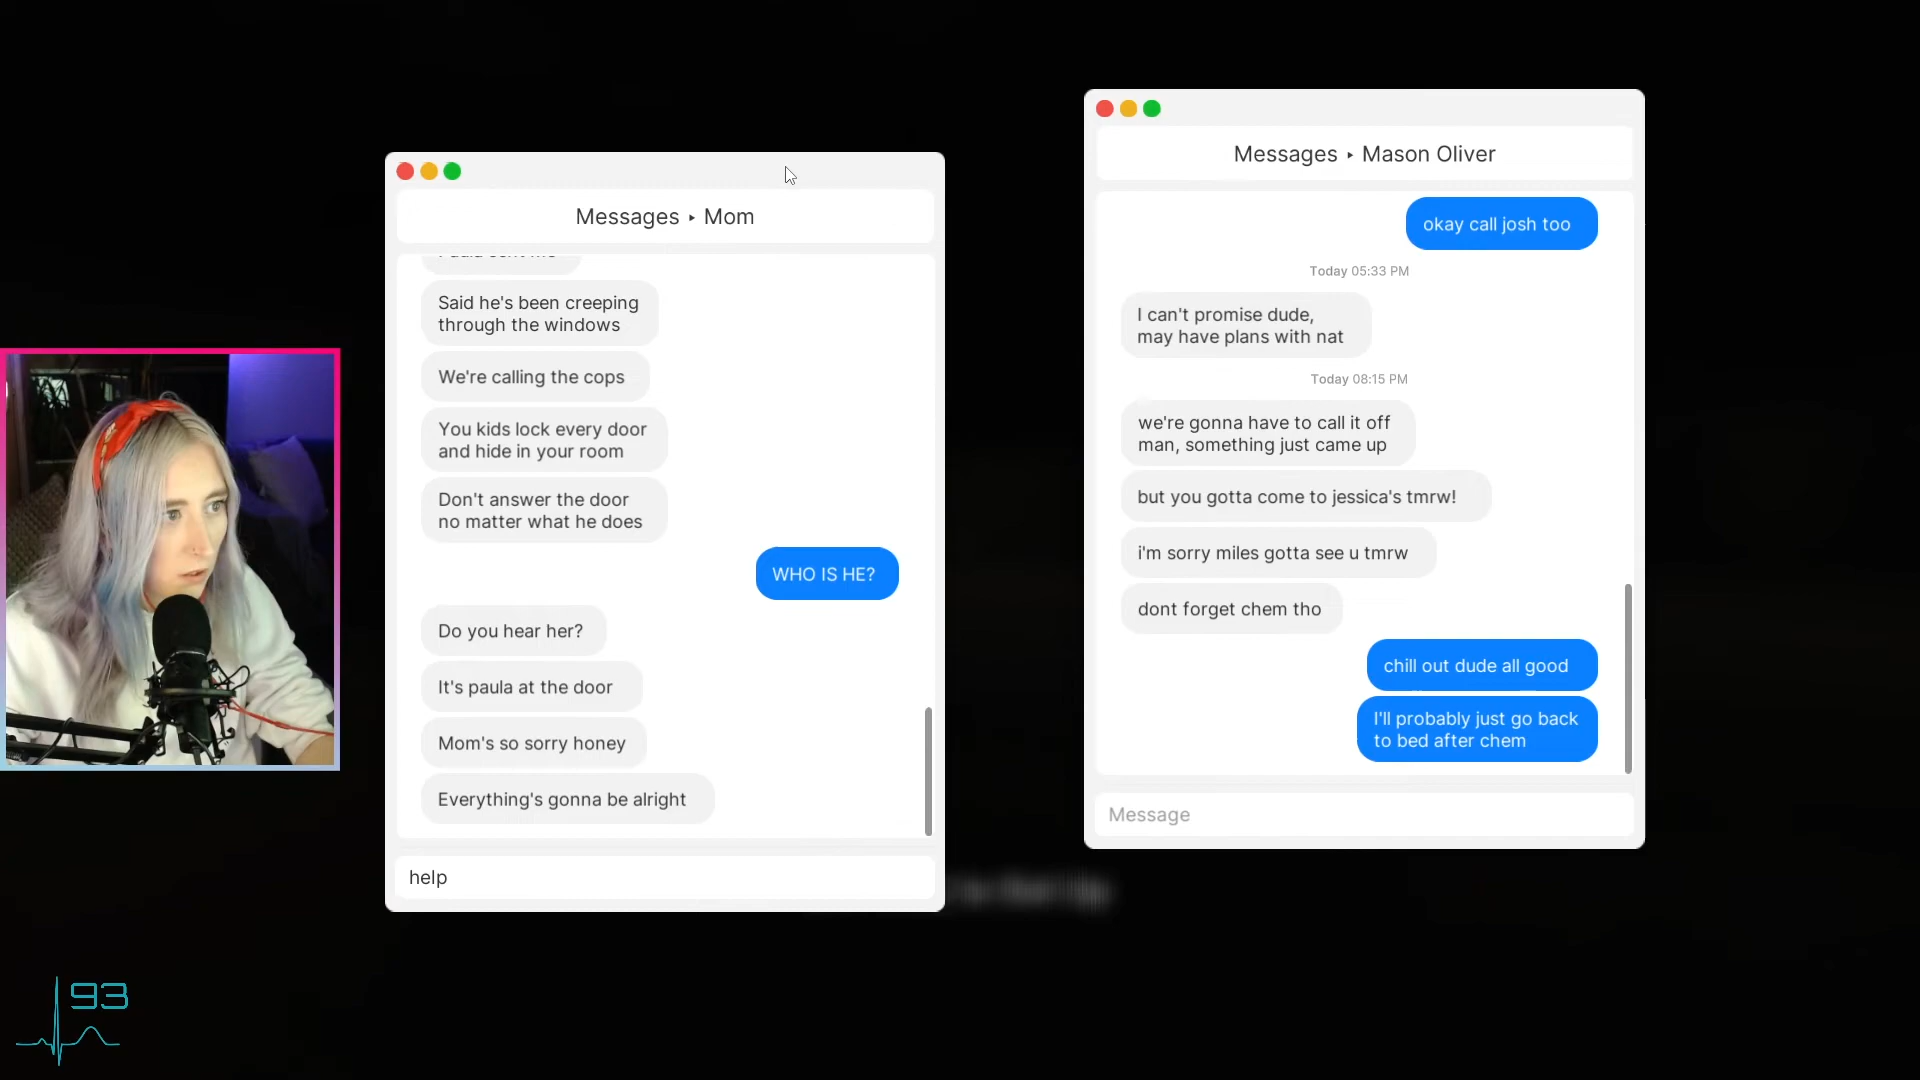 Messages ▸ Mom
Said he's been creeping
through the windows
We're calling the cops
You kids lock every door
and hide in your room
Don't answer the door
no matter what he does
WHO IS HE?
Do you hear her?
It's paula at the door
Mom's so sorry honey
Everything's gonna be alright
help
Messages ▸ Mason Oliver
okay call josh too
Today 05:33 PM
I can't promise dude,
may have plans with nat
Today 08:15 PM
we're gonna have to call it off
man, something just came up
but you gotta come to jessica's tmrw!
i'm sorry miles gotta see u tmrw
dont forget chem tho
chill out dude all good
I'll probably just go back
to bed after chem
Message
93